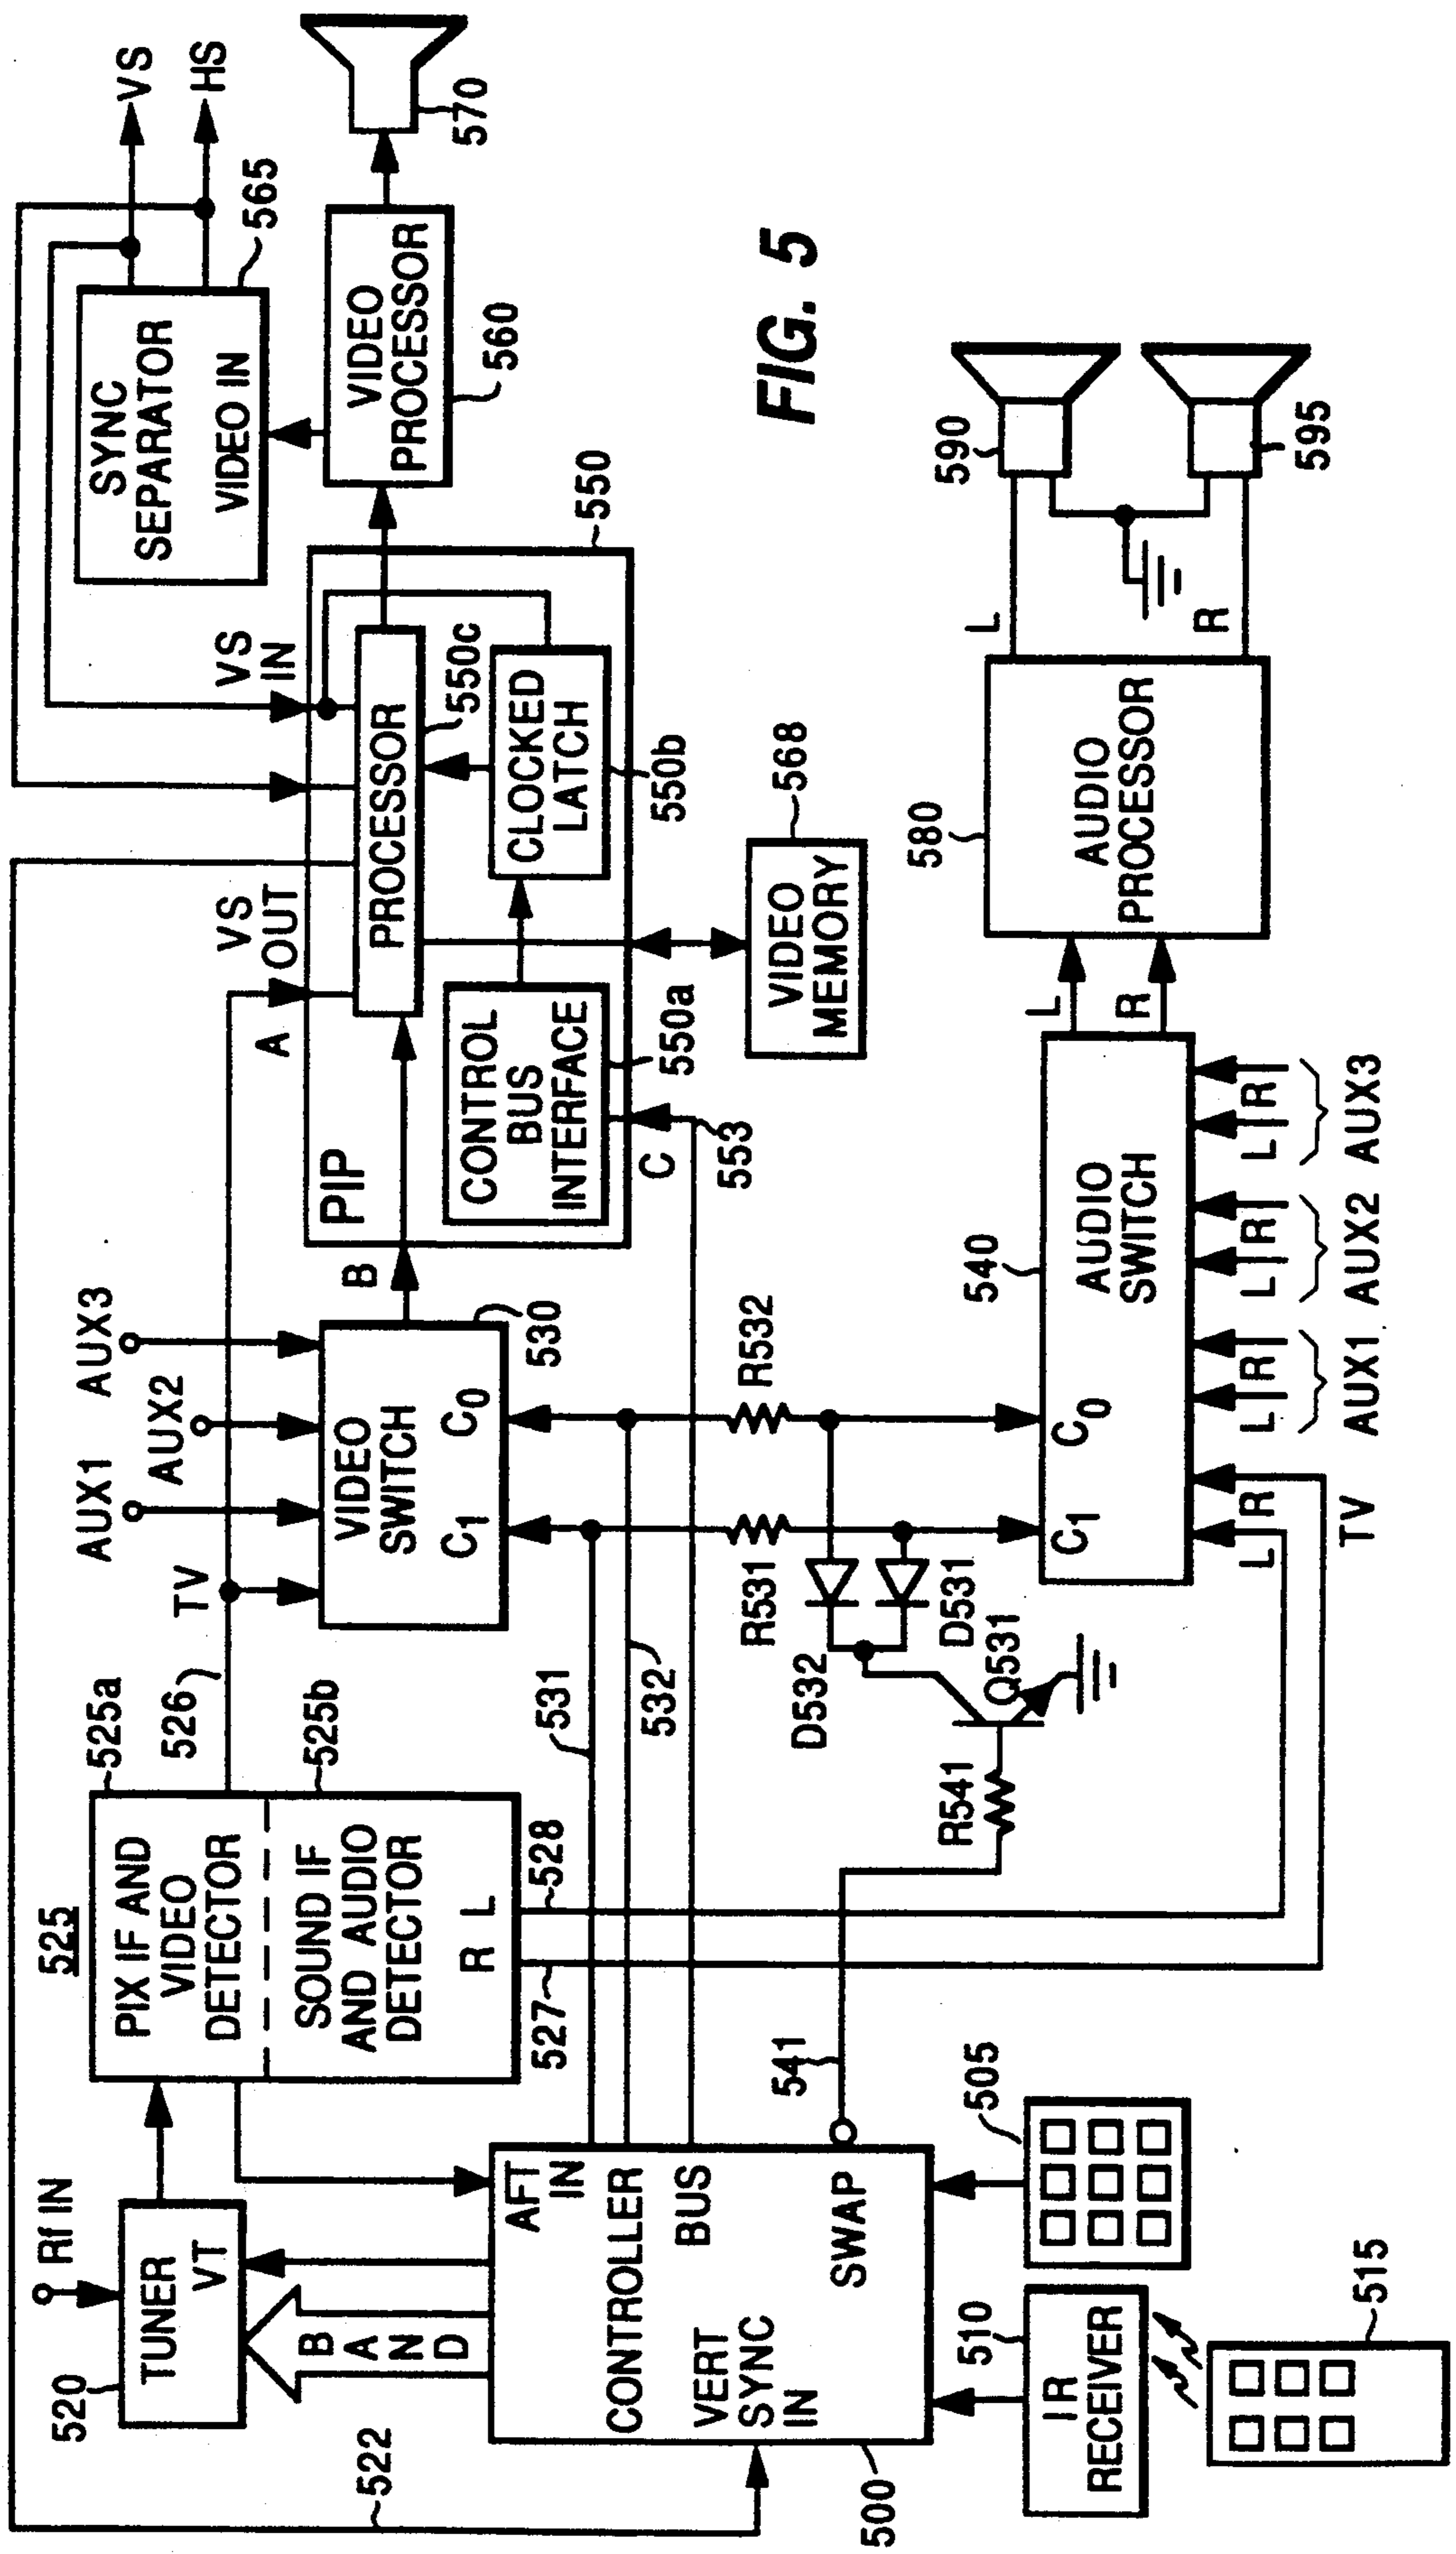 Rf IN
520
TUNER
VT
B
A
N
D
522
525
525a
PIX IF AND
VIDEO
DETECTOR
525b
SOUND IF
AND AUDIO
DETECTOR
R L
527
528
526
TV
AUX1
AUX2
AUX3
VIDEO
SWITCH
C1 C0
530
531
532
B
A
VS
OUT
VS
IN
PIP
PROCESSOR
550c
CONTROL
BUS
INTERFACE
550a
CLOCKED
LATCH
550b
550
C
553
VIDEO
MEMORY
568
SYNC
SEPARATOR
VIDEO IN
565
VS
HS
VIDEO
PROCESSOR
560
570
AFT
IN
CONTROLLER
BUS
VERT
SYNC
IN
SWAP
500
541
505
510
IR
RECEIVER
515
R531
R532
D532
D531
Q531
R541
540
C1 C0
AUDIO
SWITCH
L R
TV
L R
AUX1
L R
AUX2
L R
AUX3
L
R
580
AUDIO
PROCESSOR
L
R
590
595
FIG. 5